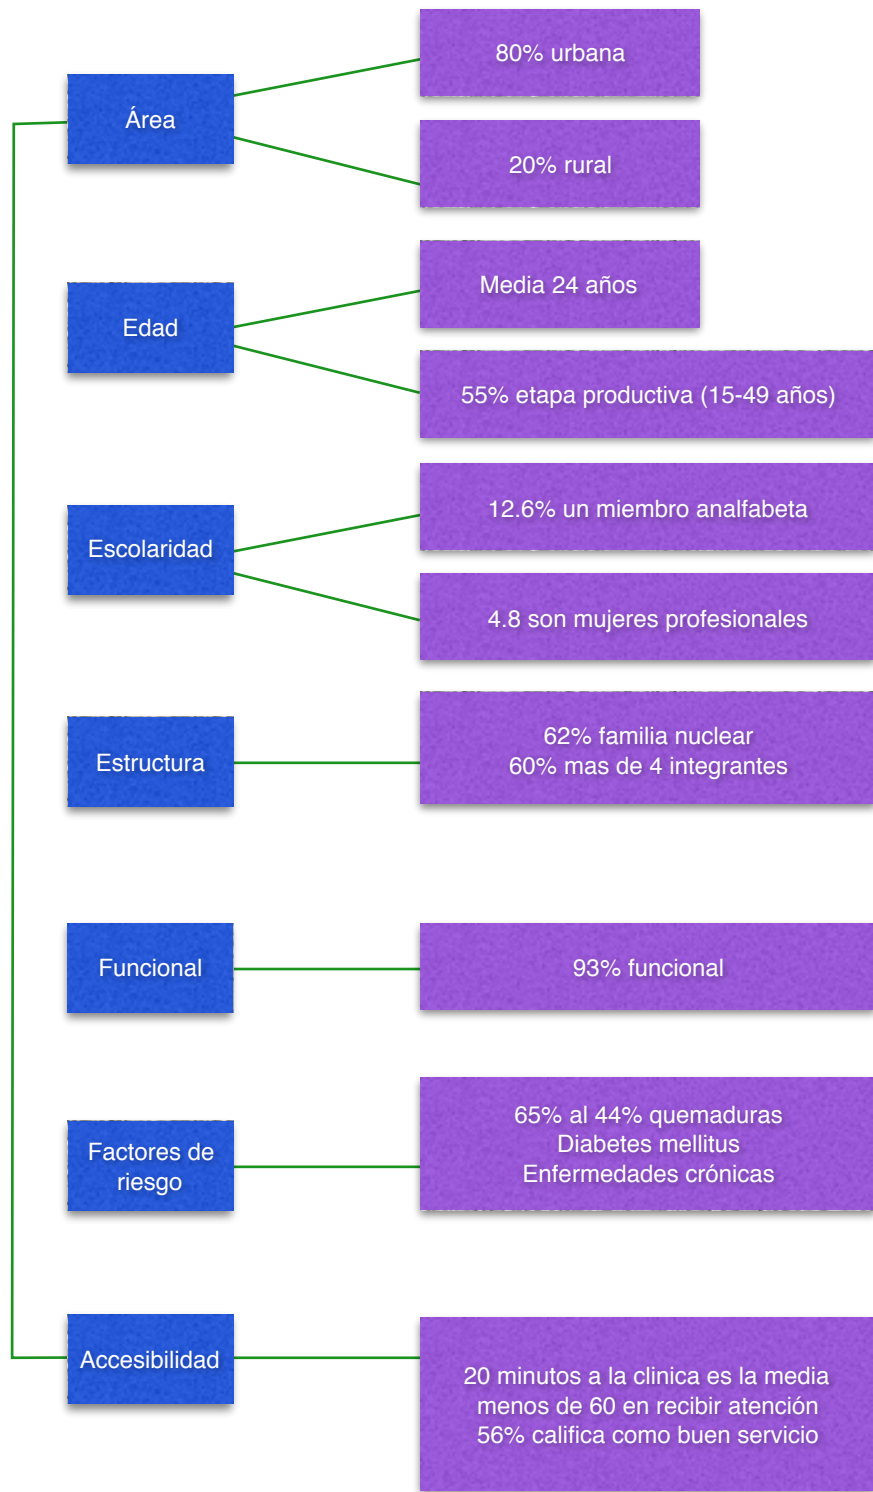 Área
80% urbana
20% rural
Edad
Media 24 años
55% etapa productiva (15-49 años)
Escolaridad
12.6% un miembro analfabeta
4.8 son mujeres profesionales
Estructura
62% familia nuclear
60% mas de 4 integrantes
Funcional
93% funcional
Factores de
riesgo
65% al 44% quemaduras
Diabetes mellitus
Enfermedades crónicas
Accesibilidad
20 minutos a la clinica es la media
menos de 60 en recibir atención
56% califica como buen servicio